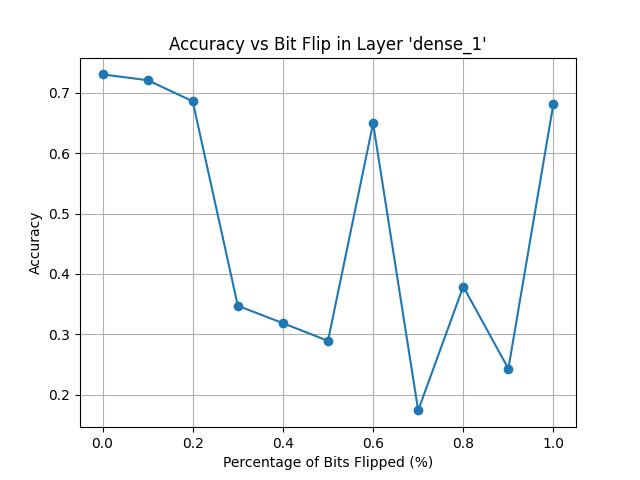 Accuracy vs Bit Flip in Layer 'dense_1'
Accuracy
0.7
0.6
0.5
0.4
0.3
0.2
0.0 0.2 0.4 0.6 0.8 1.0
Percentage of Bits Flipped (%)